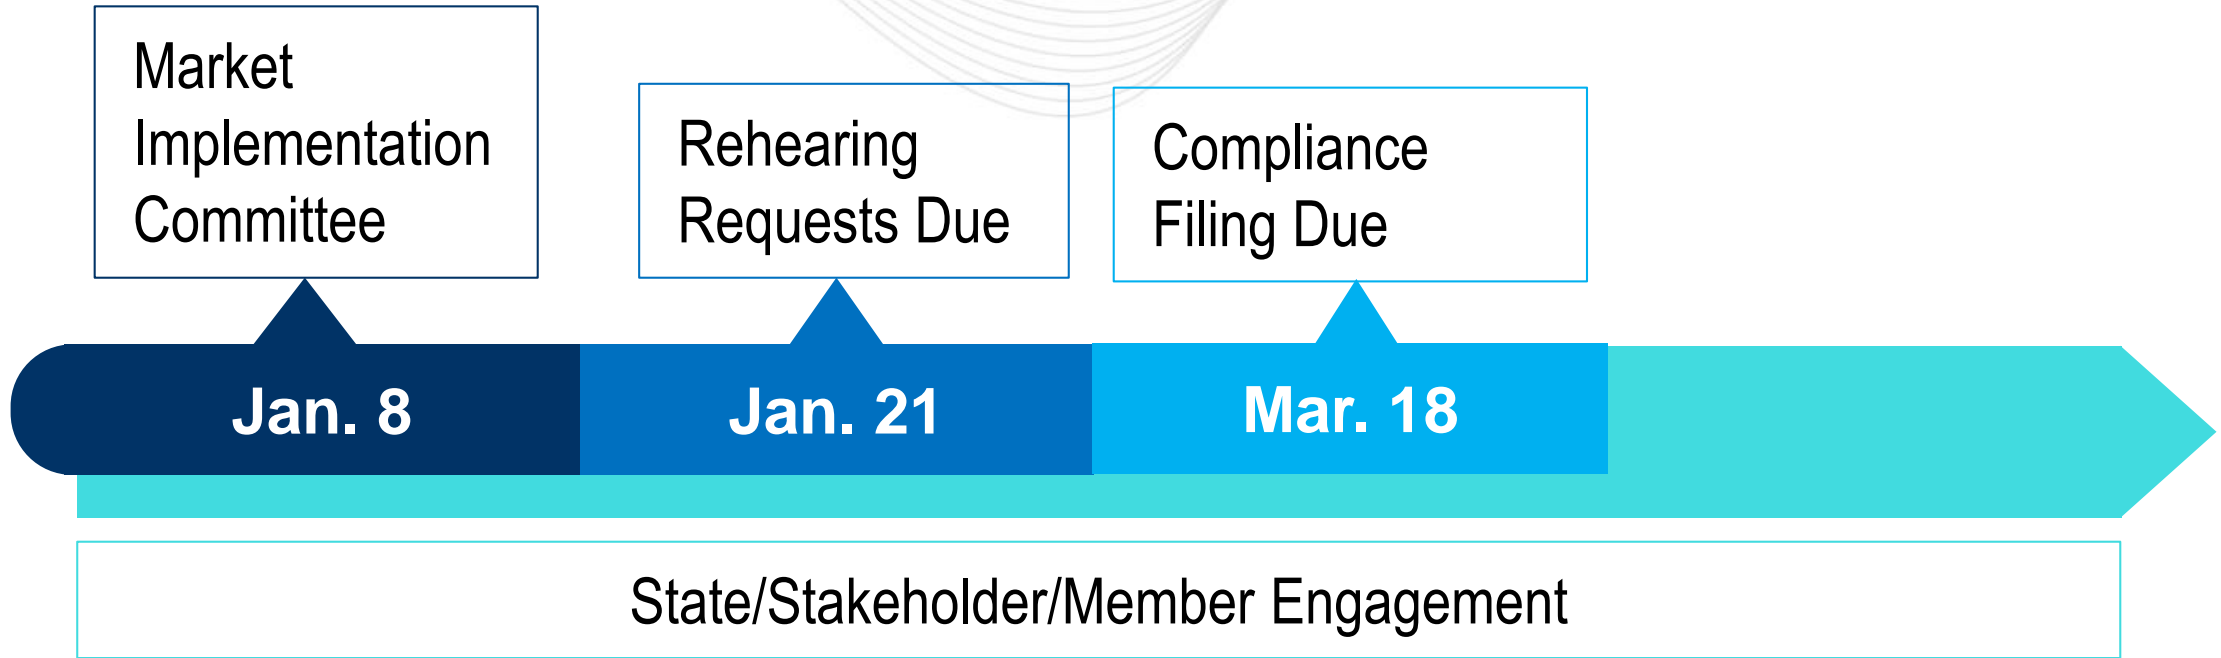 Market
Implementation
Committee
Rehearing
Requests Due
Compliance
Filing Due
Jan. 8
Jan. 21
Mar. 18
State/Stakeholder/Member Engagement